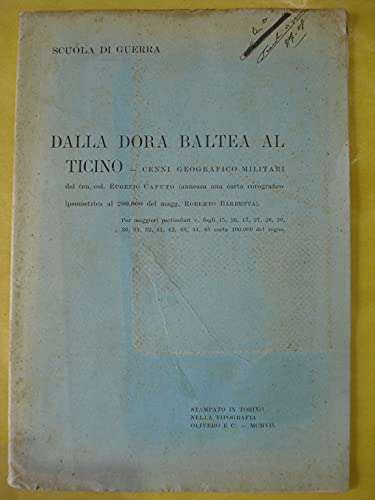 SCUOLA DI GUERRA
DALLA DORA BALTEA AL
TICINO — CENNI GEOGRAFICO-MILITARI
del ten. col. EUGENIO CAPUTO (annessa una carta corografico
ipsometrica al 200,000 del magg. ROBERTO BARBETTA).
Per maggiori particolari v. fogli 15, 16, 17, 27, 28, 29,
30, 31, 32, 41, 42, 43, 44, 45 carta 100.000 del regno.
STAMPATO IN TORINO
NELLA TIPOGRAFIA
OLIVERO E C. — MCMVII.